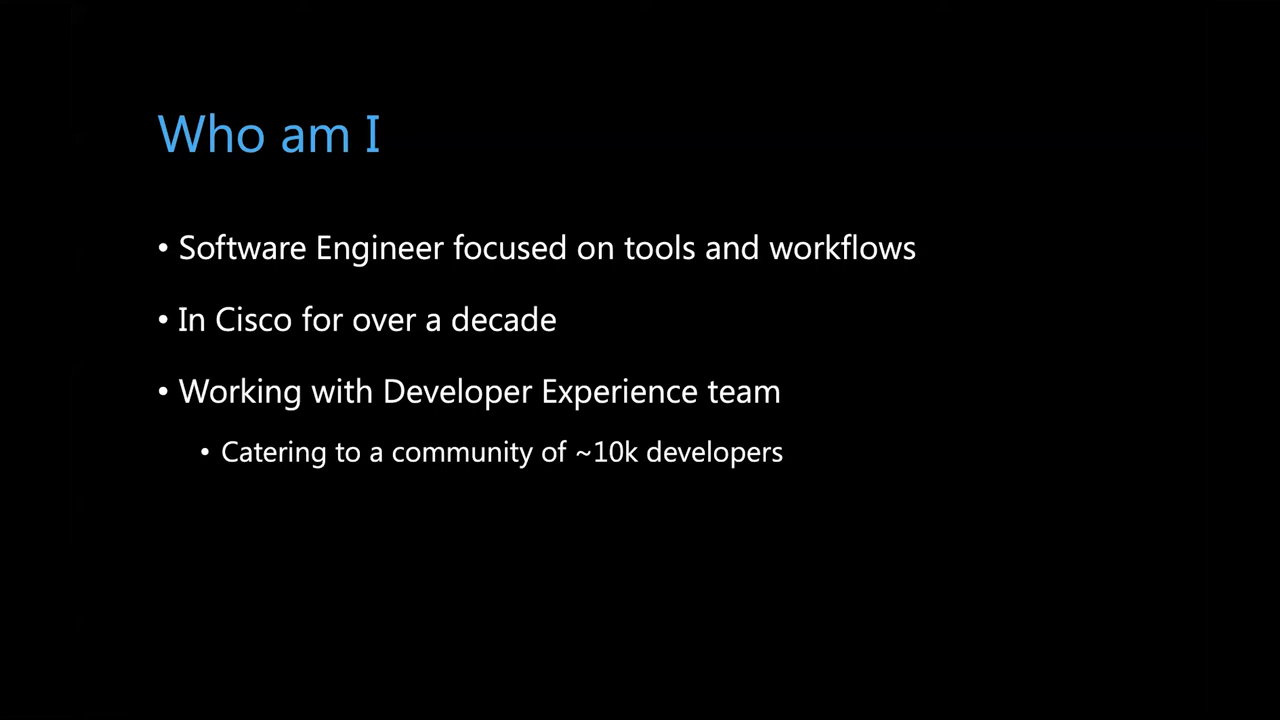 Who am I
• Software Engineer focused on tools and workflows
• In Cisco for over a decade
• Working with Developer Experience team
• Catering to a community of ~10k developers